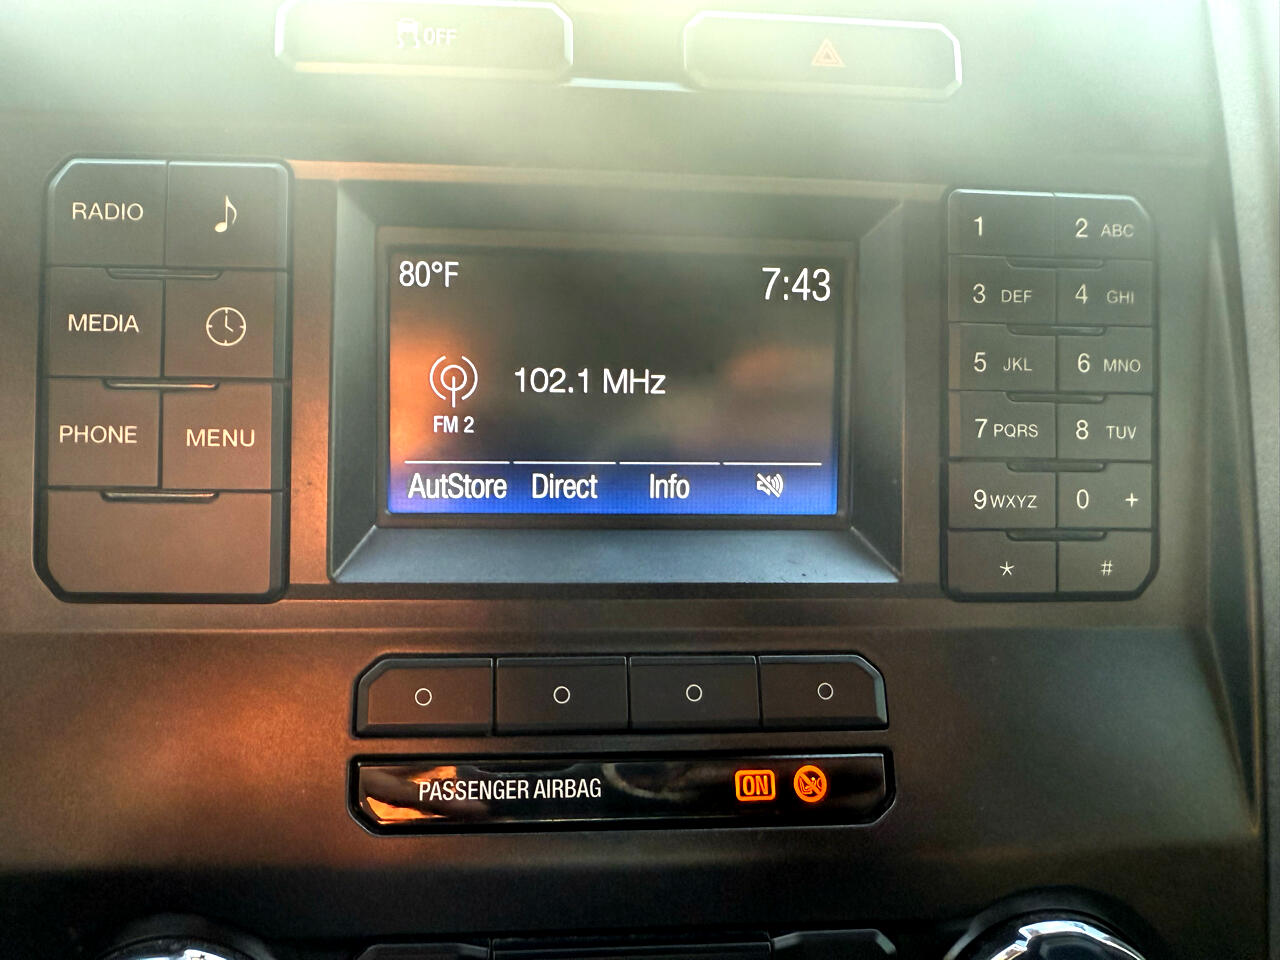 OFF
RADIO
MEDIA
PHONE MENU
80°F 7:43
102.1 MHz
FM 2
AutStore Direct Info
1 2 ABC
3 DEF 4 GHI
5 JKL 6 MNO
7 PQRS 8 TUV
9 WXYZ 0 +
* #
PASSENGER AIRBAG ON